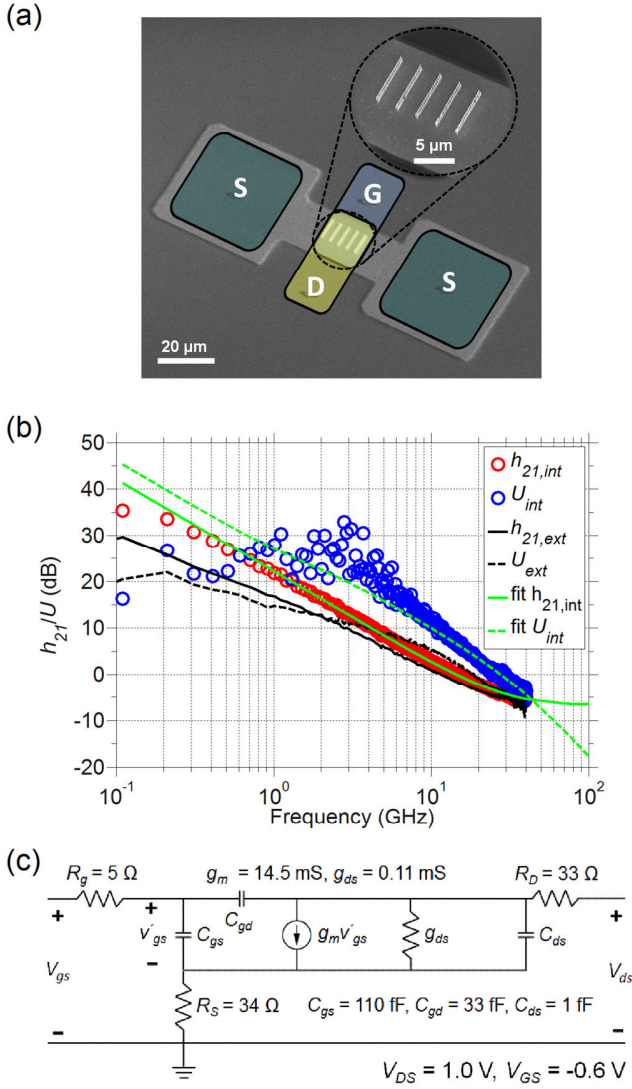 (a)
S
G
D
S
5 μm
20 μm
(b)
h21/U (dB)
50
40
30
20
10
0
-10
-20
10-1
100
101
102
Frequency (GHz)
h21,int
Uint
h21,ext
Uext
fit h21,int
fit Uint
(c)
Rg = 5 Ω
gm = 14.5 mS, gds = 0.11 mS
RD = 33 Ω
+
+
+
Cgd
v'gs
Cgs
gmv'gs
gds
Cds
Vgs
Vds
-
RS = 34 Ω
Cgs = 110 fF, Cgd = 33 fF, Cds = 1 fF
-
-
VDS = 1.0 V, VGS = -0.6 V